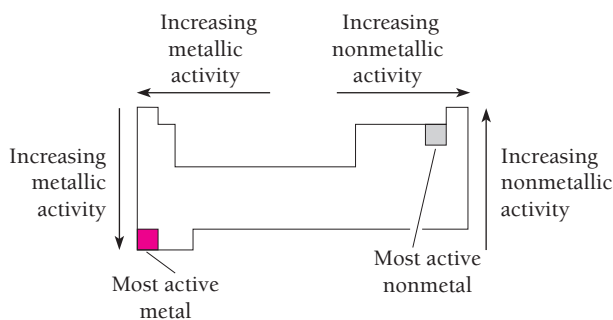 Increasing
metallic
activity
Increasing
nonmetallic
activity
Increasing
metallic
activity
Increasing
nonmetallic
activity
Most active
metal
Most active
nonmetal